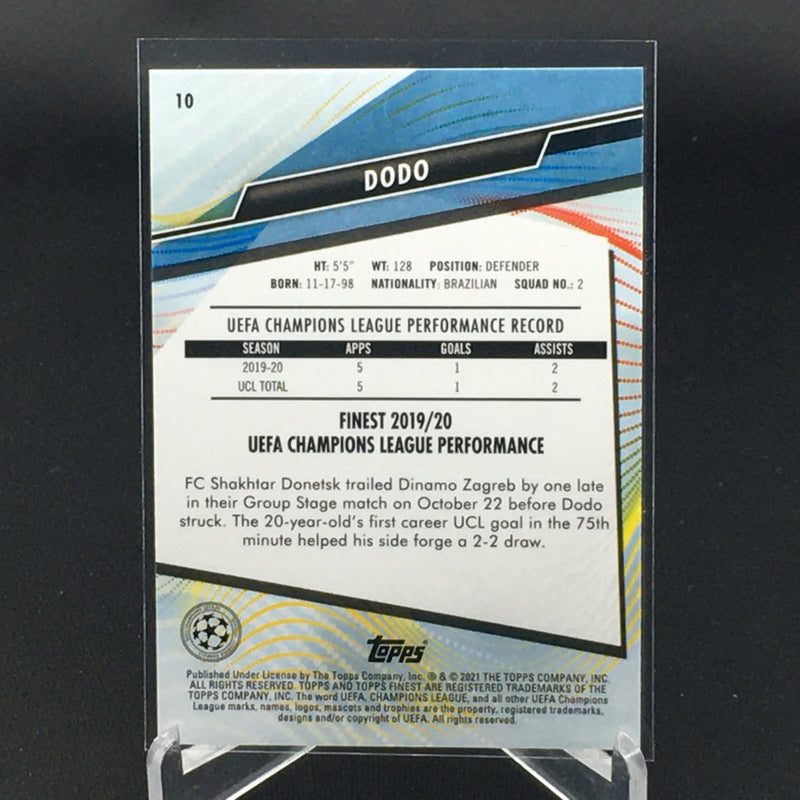 10
DODO
HT: 5'5" WT: 128 POSITION: DEFENDER
BORN: 11-17-98 NATIONALITY: BRAZILIAN SQUAD NO.: 2
UEFA CHAMPIONS LEAGUE PERFORMANCE RECORD
SEASON APPS GOALS ASSISTS
2019-20 5 1 2
UCL TOTAL 5 1 2
FINEST 2019/20
UEFA CHAMPIONS LEAGUE PERFORMANCE
FC Shakhtar Donetsk trailed Dinamo Zagreb by one late
in their Group Stage match on October 22 before Dodo
struck. The 20-year-old's first career UCL goal in the 75th
minute helped his side forge a 2-2 draw.
topps
Published Under License by The Topps Company, Inc. ® & © 2021 THE TOPPS COMPANY, INC.
ALL RIGHTS RESERVED. TOPPS AND TOPPS FINEST ARE REGISTERED TRADEMARKS OF THE
TOPPS COMPANY, INC. The word UEFA, CHAMPIONS LEAGUE, and all other UEFA Champions
League marks, names, logos, mascots and trophies are the property, registered trademarks,
designs and/or copyright of UEFA. All rights reserved.